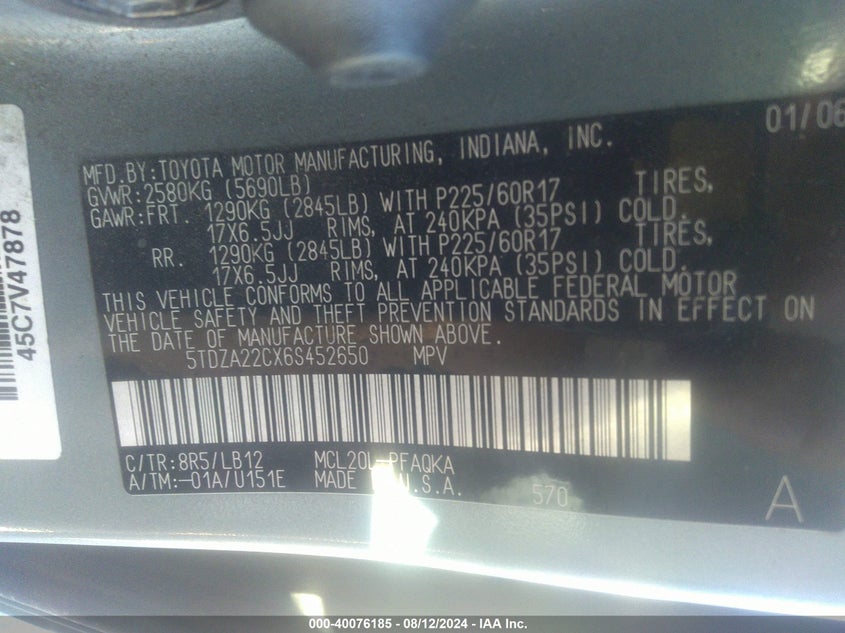 01/06
MFD.BY:TOYOTA MOTOR MANUFACTURING, INDIANA, INC.
GVWR:2580KG (5690LB)
GAWR:FRT. 1290KG (2845LB) WITH P225/60R17 TIRES,
17X6.5JJ RIMS, AT 240KPA (35PSI) COLD.
RR. 1290KG (2845LB) WITH P225/60R17 TIRES,
17X6.5JJ RIMS, AT 240KPA (35PSI) COLD.
THIS VEHICLE CONFORMS TO ALL APPLICABLE FEDERAL MOTOR
VEHICLE SAFETY AND THEFT PREVENTION STANDARDS IN EFFECT ON
THE DATE OF MANUFACTURE SHOWN ABOVE.
5TDZA22CX6S452650 MPV
C/TR:8R5/LB12 MCL20L-PFAQKA
A/TM:-01A/U151E MADE U.S.A. 570 A
45C7V47878
000-40076185 - 08/12/2024 - IAA Inc.